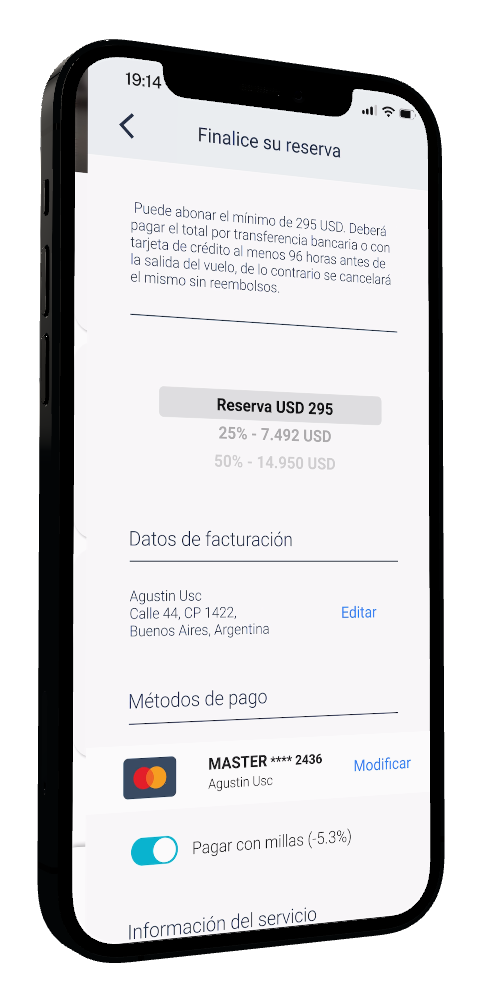 19:14
Finalice su reserva
Puede abonar el mínimo de 295 USD. Deberá
pagar el total por transferencia bancaria o con
tarjeta de crédito al menos 96 horas antes de
la salida del vuelo, de lo contrario se cancelará
el mismo sin reembolsos.
Reserva USD 295
25% - 7.492 USD
50% - 14.950 USD
Datos de facturación
Agustin Usc
Calle 44, CP 1422,
Buenos Aires, Argentina
Editar
Métodos de pago
MASTER **** 2436
Agustin Usc
Modificar
Pagar con millas (-5.3%)
Información del servicio